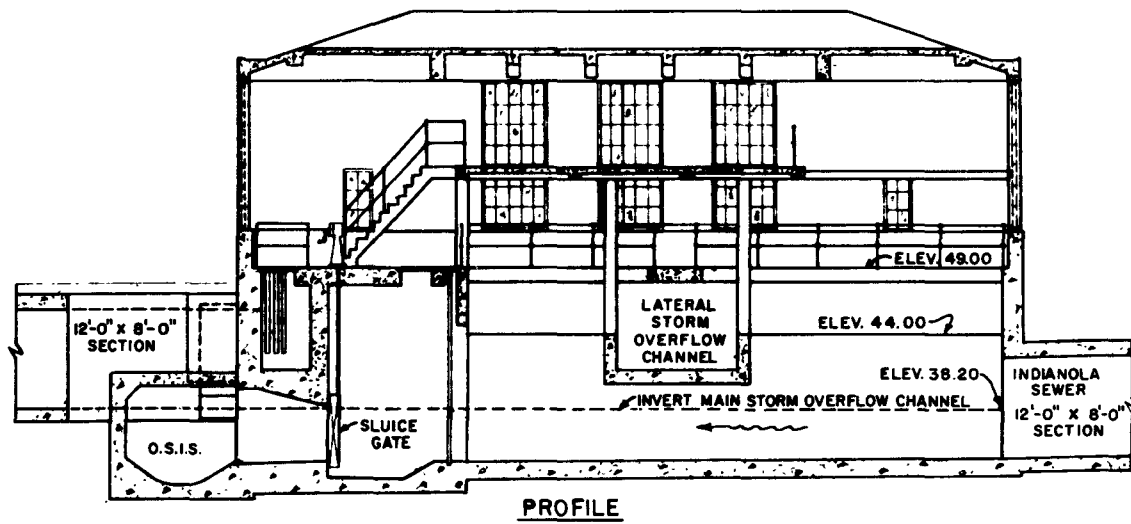 ELEV. 49.00
LATERAL
STORM
OVERFLOW
CHANNEL
ELEV. 44.00
12'-0" X 8'-0"
SECTION
ELEV. 38.20
INDIANOLA
SEWER
12'-0" X 8'-0"
SECTION
INVERT MAIN STORM OVERFLOW CHANNEL
SLUICE
GATE
O.S.I.S.
PROFILE